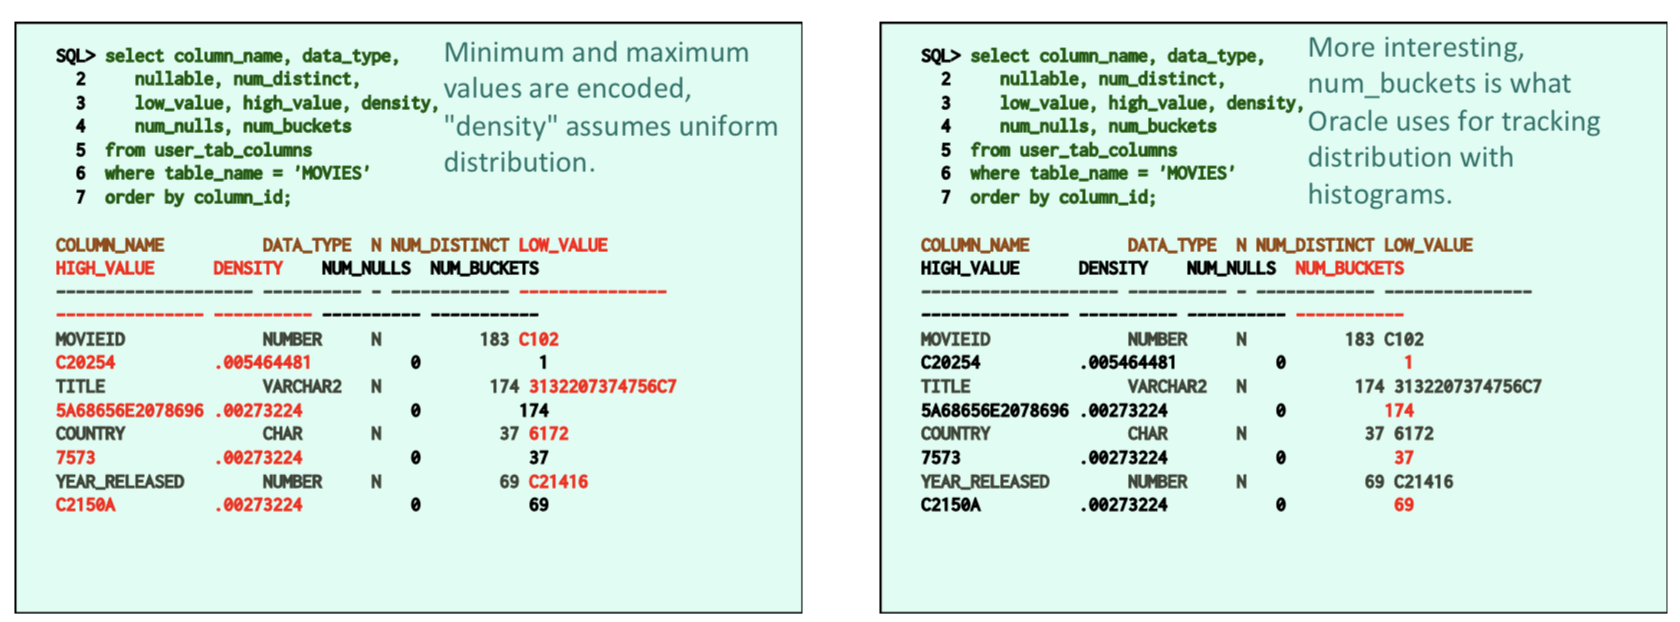 SQL> select column_name, data_type,
  2     nullable, num_distinct,
  3     low_value, high_value, density,
  4     num_nulls, num_buckets
  5  from user_tab_columns
  6  where table_name = 'MOVIES'
  7  order by column_id;
Minimum and maximum
values are encoded,
"density" assumes uniform
distribution.
COLUMN_NAME          DATA_TYPE  N NUM_DISTINCT LOW_VALUE
HIGH_VALUE      DENSITY    NUM_NULLS  NUM_BUCKETS
-------------------- ---------- - ------------ ---------------
--------------- ---------- ---------- -----------
MOVIEID              NUMBER     N          183 C102
C20254          .005464481          0            1
TITLE                VARCHAR2   N          174 3132207374756C7
5A68656E2078696 .00273224           0          174
COUNTRY              CHAR       N           37 6172
7573            .00273224           0           37
YEAR_RELEASED        NUMBER     N           69 C21416
C2150A          .00273224           0           69
SQL> select column_name, data_type,
  2     nullable, num_distinct,
  3     low_value, high_value, density,
  4     num_nulls, num_buckets
  5  from user_tab_columns
  6  where table_name = 'MOVIES'
  7  order by column_id;
More interesting,
num_buckets is what
Oracle uses for tracking
distribution with
histograms.
COLUMN_NAME          DATA_TYPE  N NUM_DISTINCT LOW_VALUE
HIGH_VALUE      DENSITY    NUM_NULLS  NUM_BUCKETS
-------------------- ---------- - ------------ ---------------
--------------- ---------- ---------- -----------
MOVIEID              NUMBER     N          183 C102
C20254          .005464481          0            1
TITLE                VARCHAR2   N          174 3132207374756C7
5A68656E2078696 .00273224           0          174
COUNTRY              CHAR       N           37 6172
7573            .00273224           0           37
YEAR_RELEASED        NUMBER     N           69 C21416
C2150A          .00273224           0           69